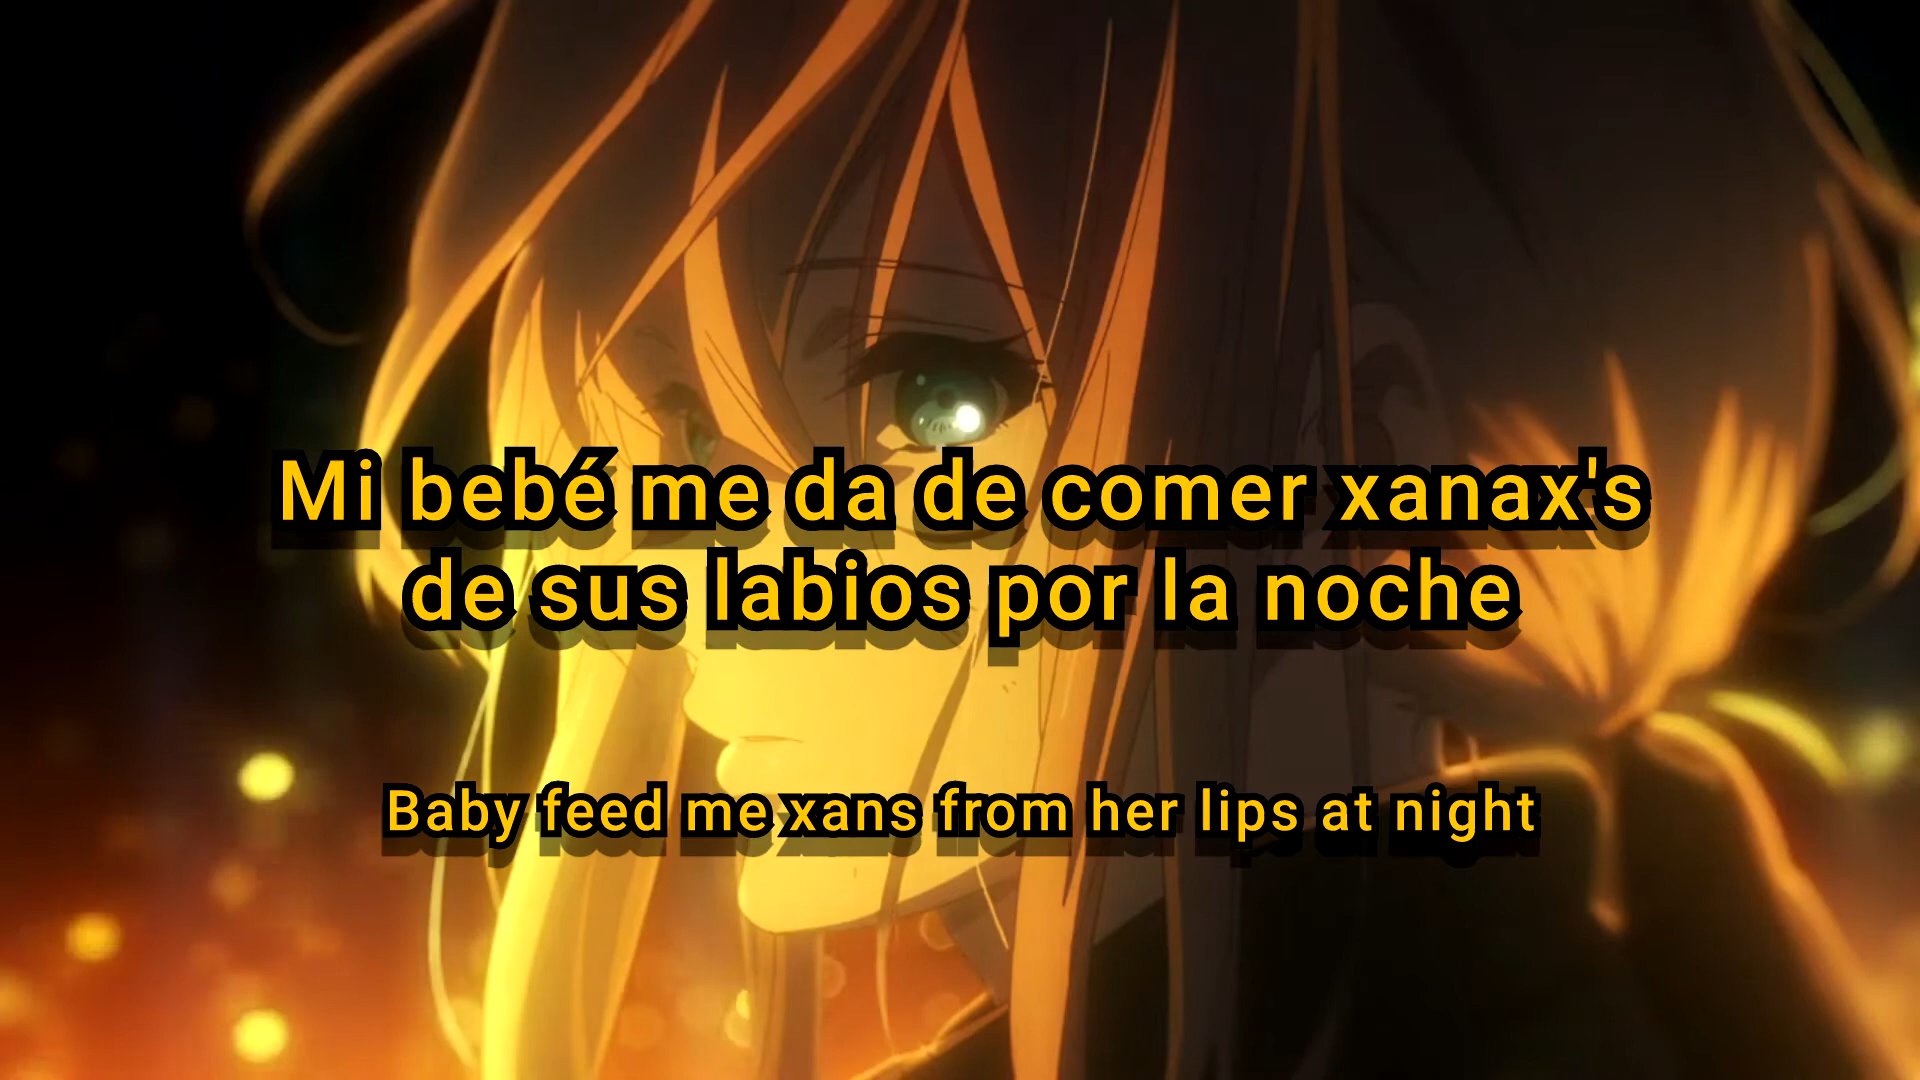 Mi bebé me da de comer xanax's
de sus labios por la noche
Baby feed me xans from her lips at night